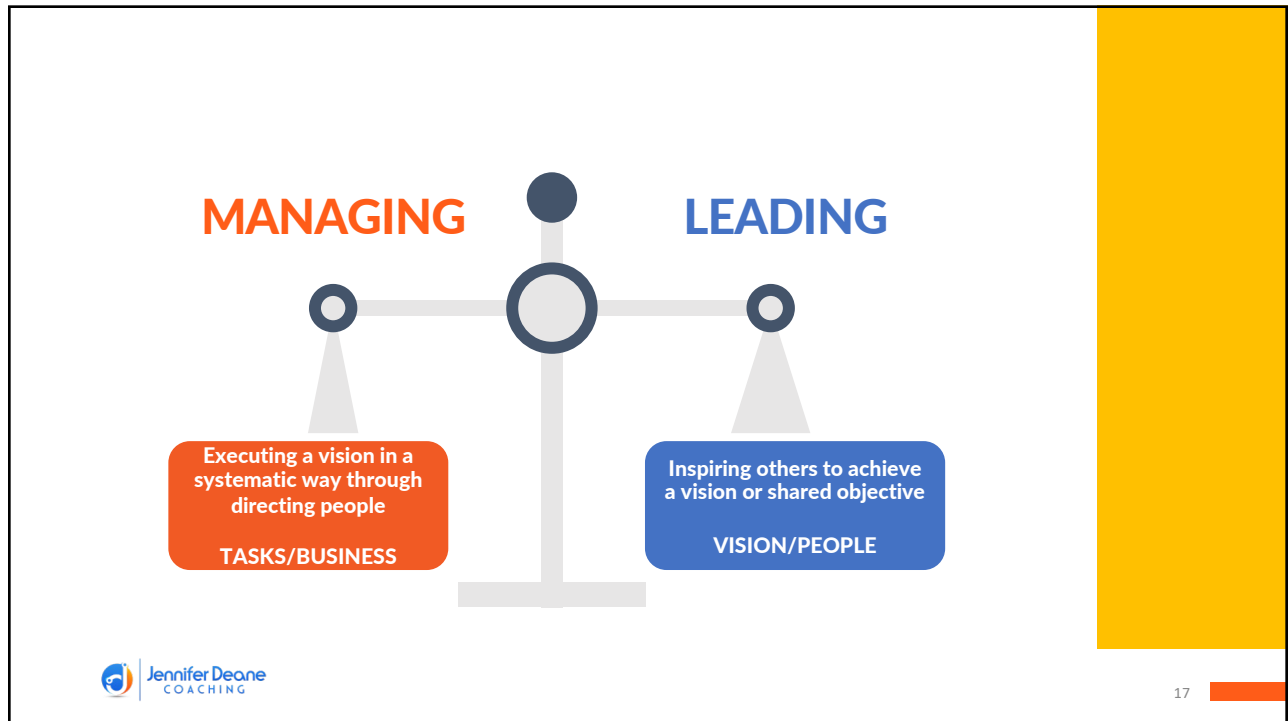 MANAGING
LEADING
Executing a vision in a
systematic way through
directing people
TASKS/BUSINESS
Inspiring others to achieve
a vision or shared objective
VISION/PEOPLE
Jennifer Deane
COACHING
17